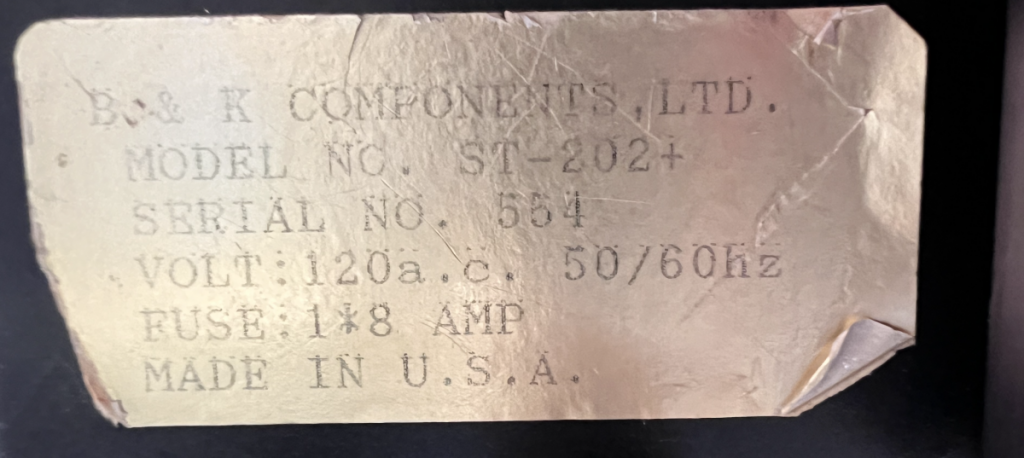 B & K COMPONENTS,LTD.
MODEL NO. ST-202+
SERIAL NO. 554
VOLT:120a.c. 50/60hz
FUSE:1*8 AMP
MADE IN U.S.A.